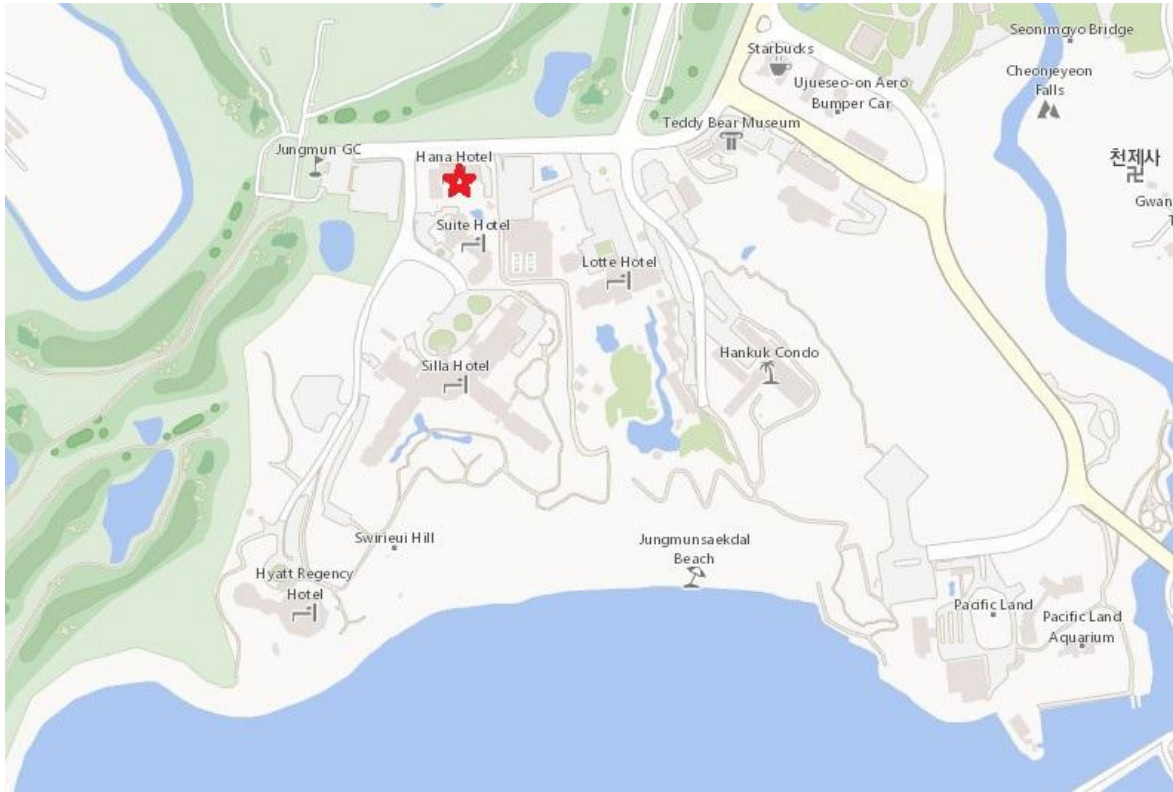 Seonimgyo Bridge
Starbucks
Cheonjeyeon
Falls
Ujueseo-on Aero
Bumper Car
Teddy Bear Museum
Jungmun GC
Hana Hotel
천제사
Gwan
T
Suite Hotel
Lotte Hotel
Hankuk Condo
Silla Hotel
Swirieui Hill
Jungmunsaekdal
Beach
Hyatt Regency
Hotel
Pacific Land
Pacific Land
Aquarium